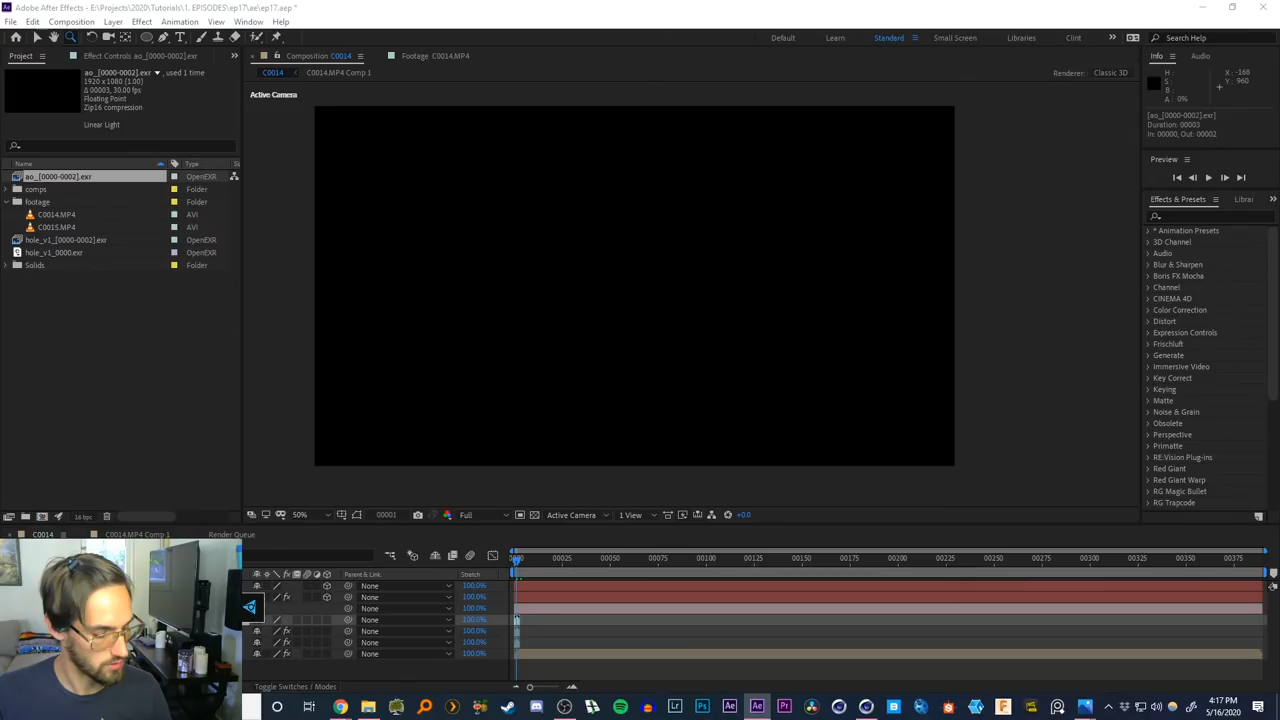 Adobe After Effects - E:\Projects\2020\Tutorials\1. EPISODES\ep17\ae\ep17.aep *
File Edit Composition Layer Effect Animation View Window Help
Default Learn Standard Small Screen Libraries Clint Search Help
Project Effect Controls ao_[0000-0002].exr Composition C0014 Footage C0014.MP4 Info Audio
ao_[0000-0002].exr , used 1 time
1920 x 1080 (1.00)
Δ 00003, 30.00 fps
Floating Point
Zip16 compression
Linear Light
C0014 C0014.MP4 Comp 1 Renderer: Classic 3D
Active Camera
H :
S :
B :
A : 0%
X : -168
Y : 960
[ao_[0000-0002].exr]
Duration: 00003
In: 00000, Out: 00002
Preview
Effects & Presets Librai
Name Type Si
ao_[0000-0002].exr OpenEXR
comps Folder
footage Folder
C0014.MP4 AVI
C0015.MP4 AVI
hole_v1_[0000-0002].exr OpenEXR
hole_v1_0000.exr OpenEXR
Solids Folder
* Animation Presets
3D Channel
Audio
Blur & Sharpen
Boris FX Mocha
Channel
CINEMA 4D
Color Correction
Distort
Expression Controls
Frischluft
Generate
Immersive Video
Key Correct
Keying
Matte
Noise & Grain
Obsolete
Perspective
Primatte
RE:Vision Plug-ins
Red Giant
Red Giant Warp
RG Magic Bullet
RG Trapcode
16 bpc
50% 00001 Full Active Camera 1 View +0.0
C0014 C0014.MP4 Comp 1 Render Queue
0000 00025 00050 00075 00100 00125 00150 00175 00200 00225 00250 00275 00300 00325 00350 00375
Parent & Link Stretch
None 100.0%
None 100.0%
None 100.0%
None 100.0%
None 100.0%
None 100.0%
None 100.0%
Toggle Switches / Modes
4:17 PM
5/16/2020